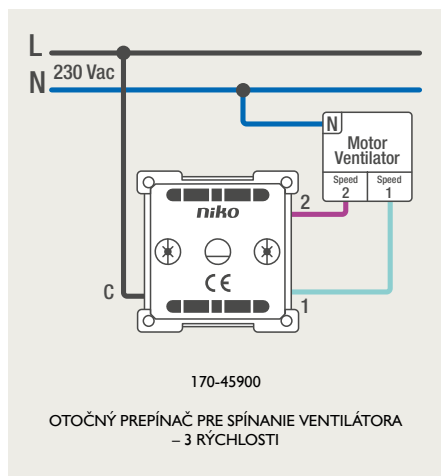 L
230 Vac
N
N
Motor
Ventilator
Speed
2
Speed
1
niko
2
CE
C
1
170-45900
OTOČNÝ PREPÍNAČ PRE SPÍNANIE VENTILÁTORA
– 3 RÝCHLOSTI